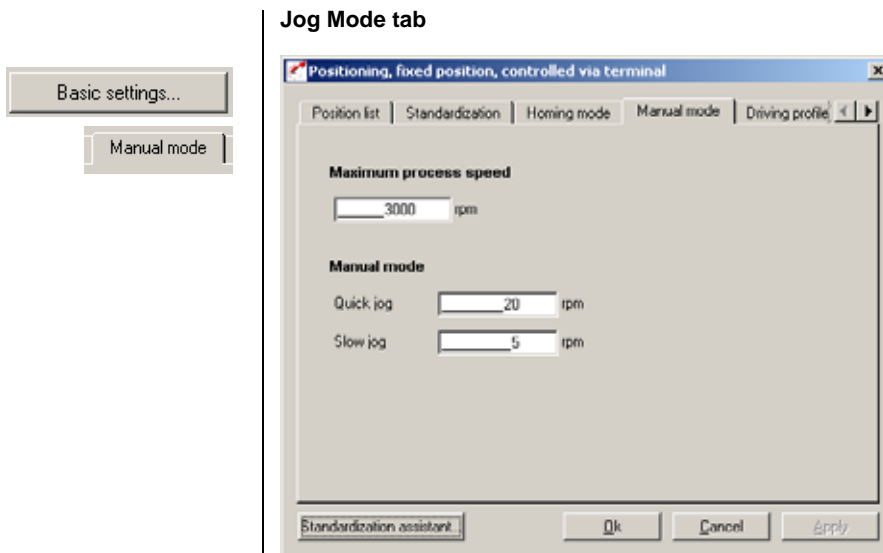 Jog Mode tab
Basic settings...
Manual mode
Positioning, fixed position, controlled via terminal
Position list Standardization Homing mode Manual mode Driving profile
Maximum process speed
3000 rpm
Manual mode
Quick jog 20 rpm
Slow jog 5 rpm
Standardization assistant... Ok Cancel Apply